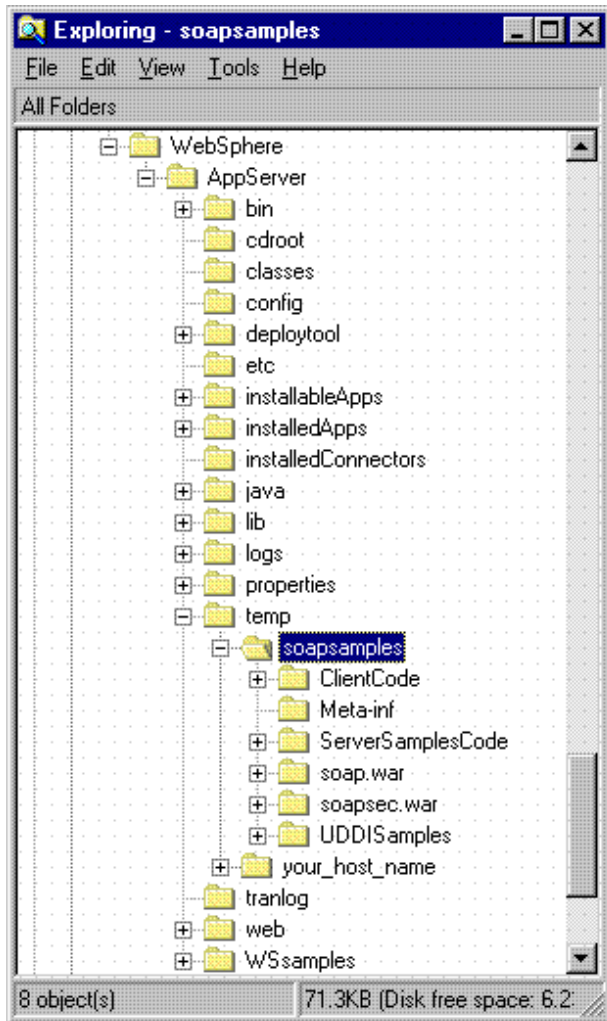 Exploring - soapsamples
File Edit View Tools Help
All Folders
WebSphere
AppServer
bin
cdroot
classes
config
deploytool
etc
installableApps
installedApps
installedConnectors
java
lib
logs
properties
temp
soapsamples
ClientCode
Meta-inf
ServerSamplesCode
soap.war
soapsec.war
UDDISamples
your_host_name
tranlog
web
WSsamples
8 object(s) 71.3KB (Disk free space: 6.2